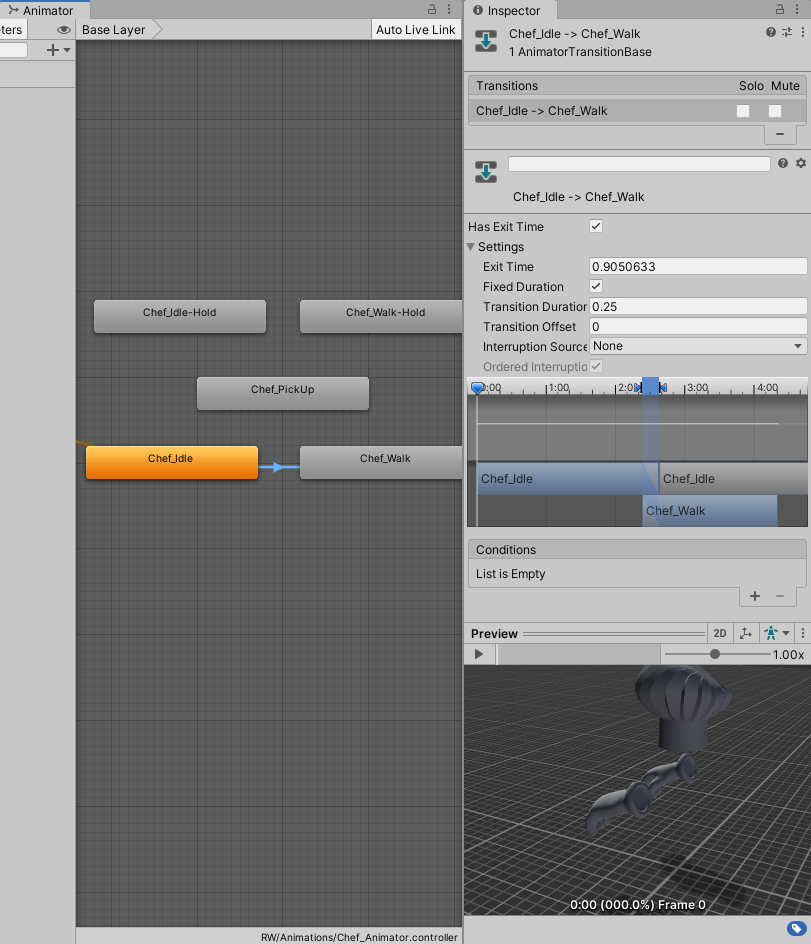 Animator
ters
Base Layer
Auto Live Link
Chef_Idle-Hold
Chef_Walk-Hold
Chef_PickUp
Chef_Idle
Chef_Walk
RW/Animations/Chef_Animator.controller
Inspector
Chef_Idle -> Chef_Walk
1 AnimatorTransitionBase
Transitions Solo Mute
Chef_Idle -> Chef_Walk
Chef_Idle -> Chef_Walk
Has Exit Time
Settings
Exit Time 0.9050633
Fixed Duration
Transition Duration 0.25
Transition Offset 0
Interruption Source None
Ordered Interruptio
0:00 1:00 2:00 3:00 4:00
Chef_Idle Chef_Idle
Chef_Walk
Conditions
List is Empty
Preview 2D
1.00x
0:00 (000.0%) Frame 0